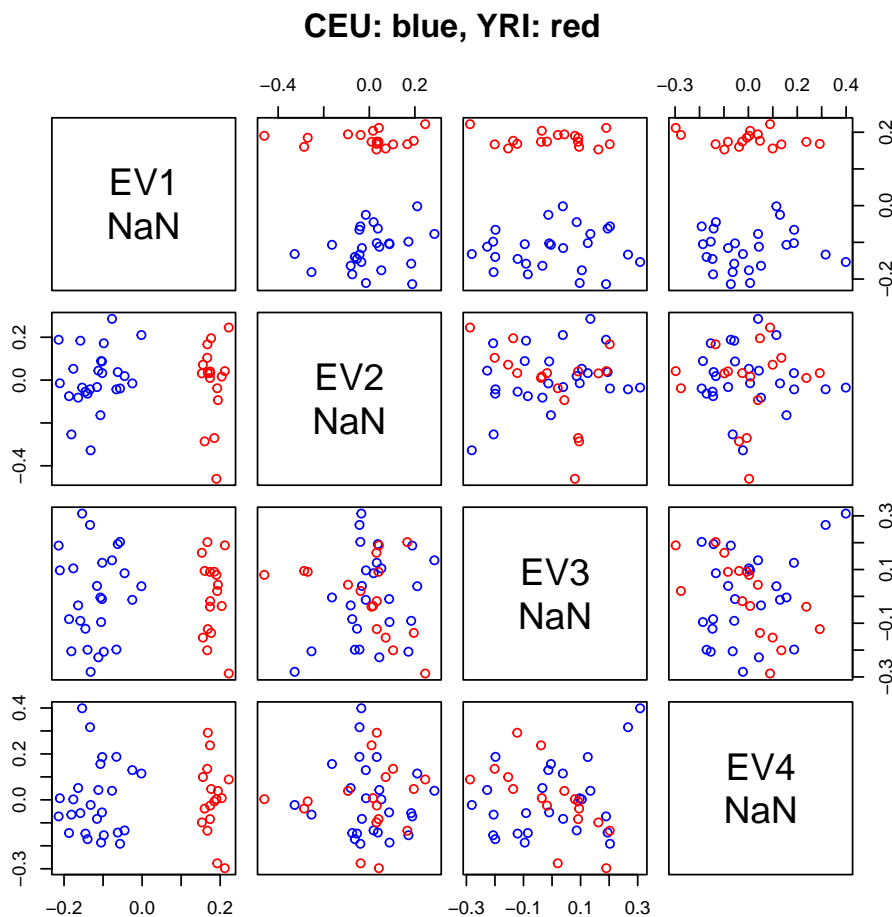 CEU: blue, YRI: red
−0.4 0.0 0.2 −0.3 0.0 0.2 0.4
EV1
NaN
−0.2 0.0 0.2
−0.4 0.0 0.2
EV2
NaN
EV3
NaN
−0.3 −0.1 0.1 0.3
−0.3 0.0 0.2 0.4
EV4
NaN
−0.2 0.0 0.2 −0.3 −0.1 0.1 0.3